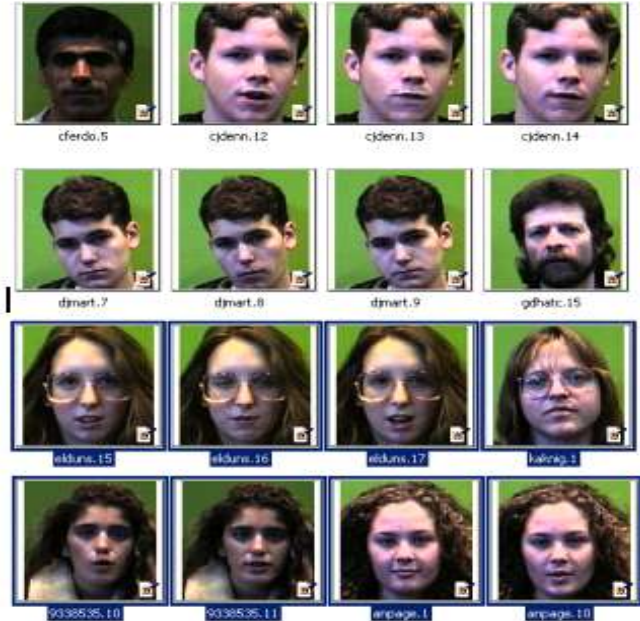 cferdo.5 cjdenn.12 cjdenn.13 cjdenn.14
djmart.7 djmart.8 djmart.9 gdhatc.15
elduns.15 elduns.16 elduns.17 kaknig.1
9338535.10 9338535.11 anpage.1 anpage.10